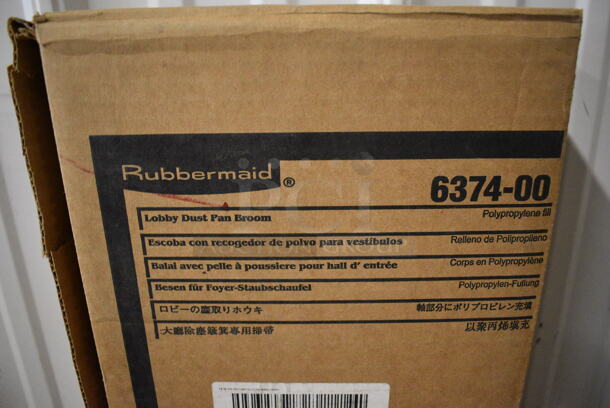 Rubbermaid®
6374-00
Lobby Dust Pan Broom Polypropylene fill
Escoba con recogedor de polvo para vestibulos Relleno de Polipropileno
Balai avec pelle à poussiere pour hall d' entrée Corps en Polypropylène
Besen für Foyer-Staubschaufel Polypropylen-Fullung
ロビーの塵取りホウキ 軸部分にポリプロピレン充填
大廳除塵簸箕專用掃帚 以聚丙烯填充